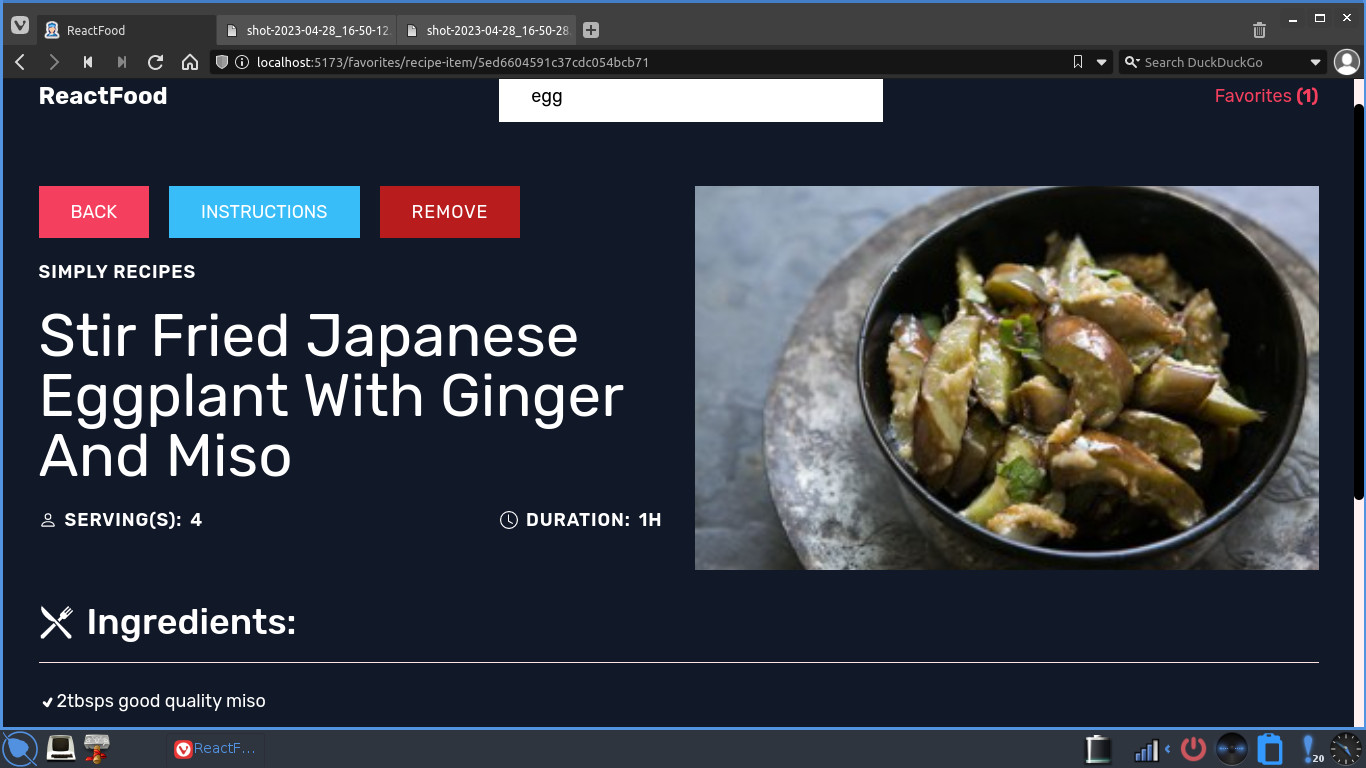 ReactFood
shot-2023-04-28_16-50-12
shot-2023-04-28_16-50-28.
localhost:5173/favorites/recipe-item/5ed6604591c37cdc054bcb71
Search DuckDuckGo
ReactFood
egg
Favorites (1)
BACK
INSTRUCTIONS
REMOVE
SIMPLY RECIPES
Stir Fried Japanese
Eggplant With Ginger
And Miso
SERVING(S): 4
DURATION: 1H
Ingredients:
2tbsps good quality miso
ReactF...
20